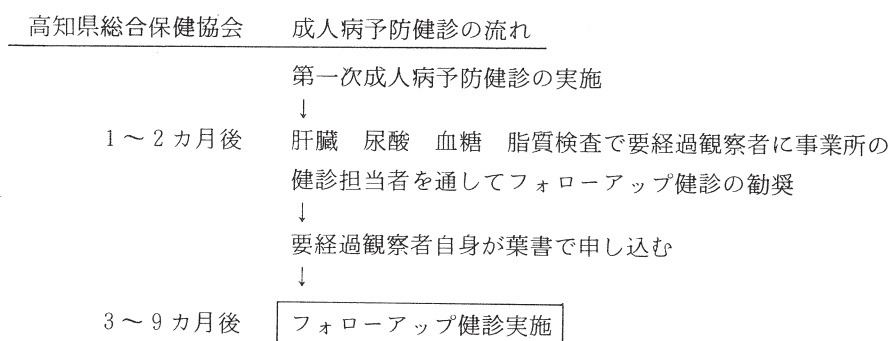 高知県総合保健協会　成人病予防健診の流れ
第一次成人病予防健診の実施
↓
1〜2カ月後　肝臓　尿酸　血糖　脂質検査で要経過観察者に事業所の
健診担当者を通してフォローアップ健診の勧奨
↓
要経過観察者自身が葉書で申し込む
↓
3〜9カ月後　フォローアップ健診実施